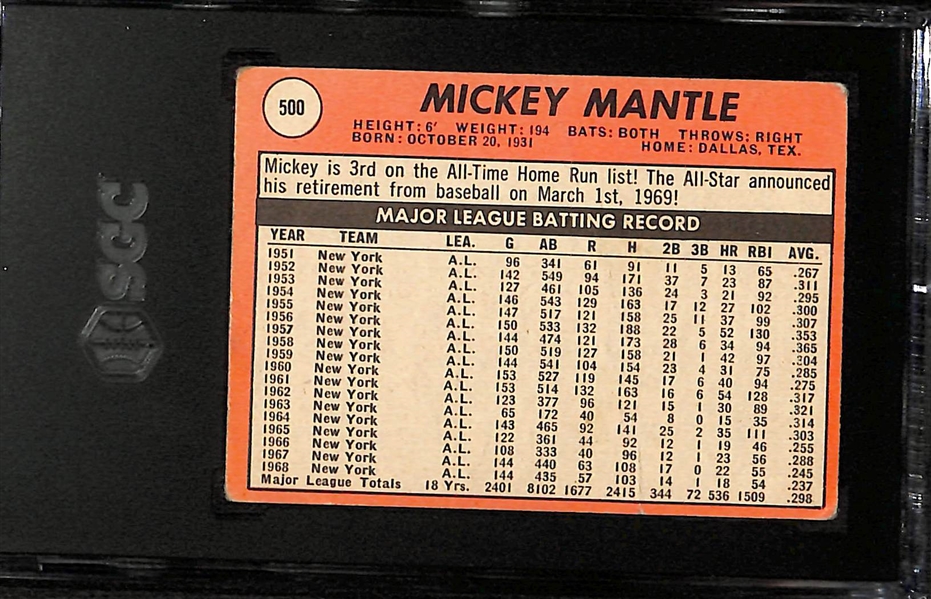 SGC
500
MICKEY MANTLE
HEIGHT: 6' WEIGHT: 194 BATS: BOTH THROWS: RIGHT
BORN: OCTOBER 20, 1931 HOME: DALLAS, TEX.
Mickey is 3rd on the All-Time Home Run list! The All-Star announced
his retirement from baseball on March 1st, 1969!
MAJOR LEAGUE BATTING RECORD
YEAR TEAM LEA. G AB R H 2B 3B HR RBI AVG.
1951 New York A.L. 96 341 61 91 11 5 13 65 .267
1952 New York A.L. 142 549 94 171 37 7 23 87 .311
1953 New York A.L. 127 461 105 136 24 3 21 92 .295
1954 New York A.L. 146 543 129 163 17 12 27 102 .300
1955 New York A.L. 147 517 121 158 25 11 37 99 .307
1956 New York A.L. 150 533 132 188 22 5 52 130 .353
1957 New York A.L. 144 474 121 173 28 6 34 94 .365
1958 New York A.L. 150 519 127 158 21 1 42 97 .304
1959 New York A.L. 144 541 104 154 23 4 31 75 .285
1960 New York A.L. 153 527 119 145 17 6 40 94 .275
1961 New York A.L. 153 514 132 163 16 6 54 128 .317
1962 New York A.L. 123 377 96 121 15 1 30 89 .321
1963 New York A.L. 65 172 40 54 8 0 15 35 .314
1964 New York A.L. 143 465 92 141 25 2 35 111 .303
1965 New York A.L. 122 361 44 92 12 1 19 46 .255
1966 New York A.L. 108 333 40 96 12 1 23 56 .288
1967 New York A.L. 144 440 63 108 17 0 22 55 .245
1968 New York A.L. 144 435 57 103 14 1 18 54 .237
Major League Totals 18 Yrs. 2401 8102 1677 2415 344 72 536 1509 .298